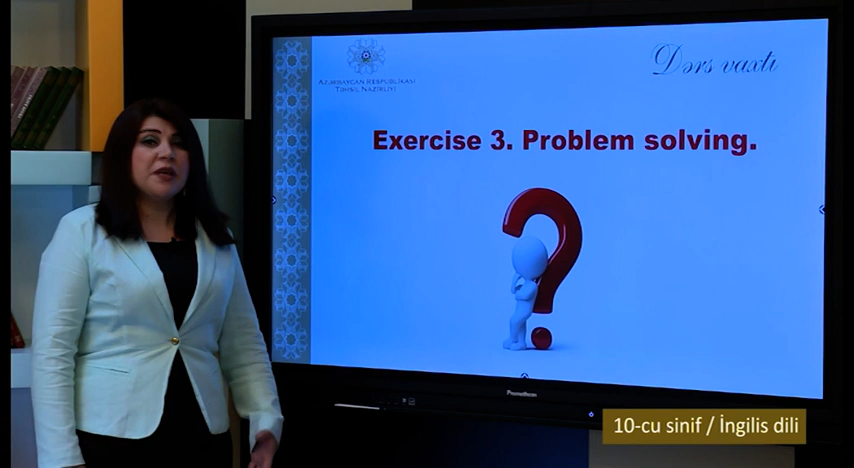 AZƏRBAYCAN RESPUBLİKASI
TƏHSİL NAZİRLİYİ
Dərs vaxtı
Exercise 3. Problem solving.
Promethean
10-cu sinif / İngilis dili